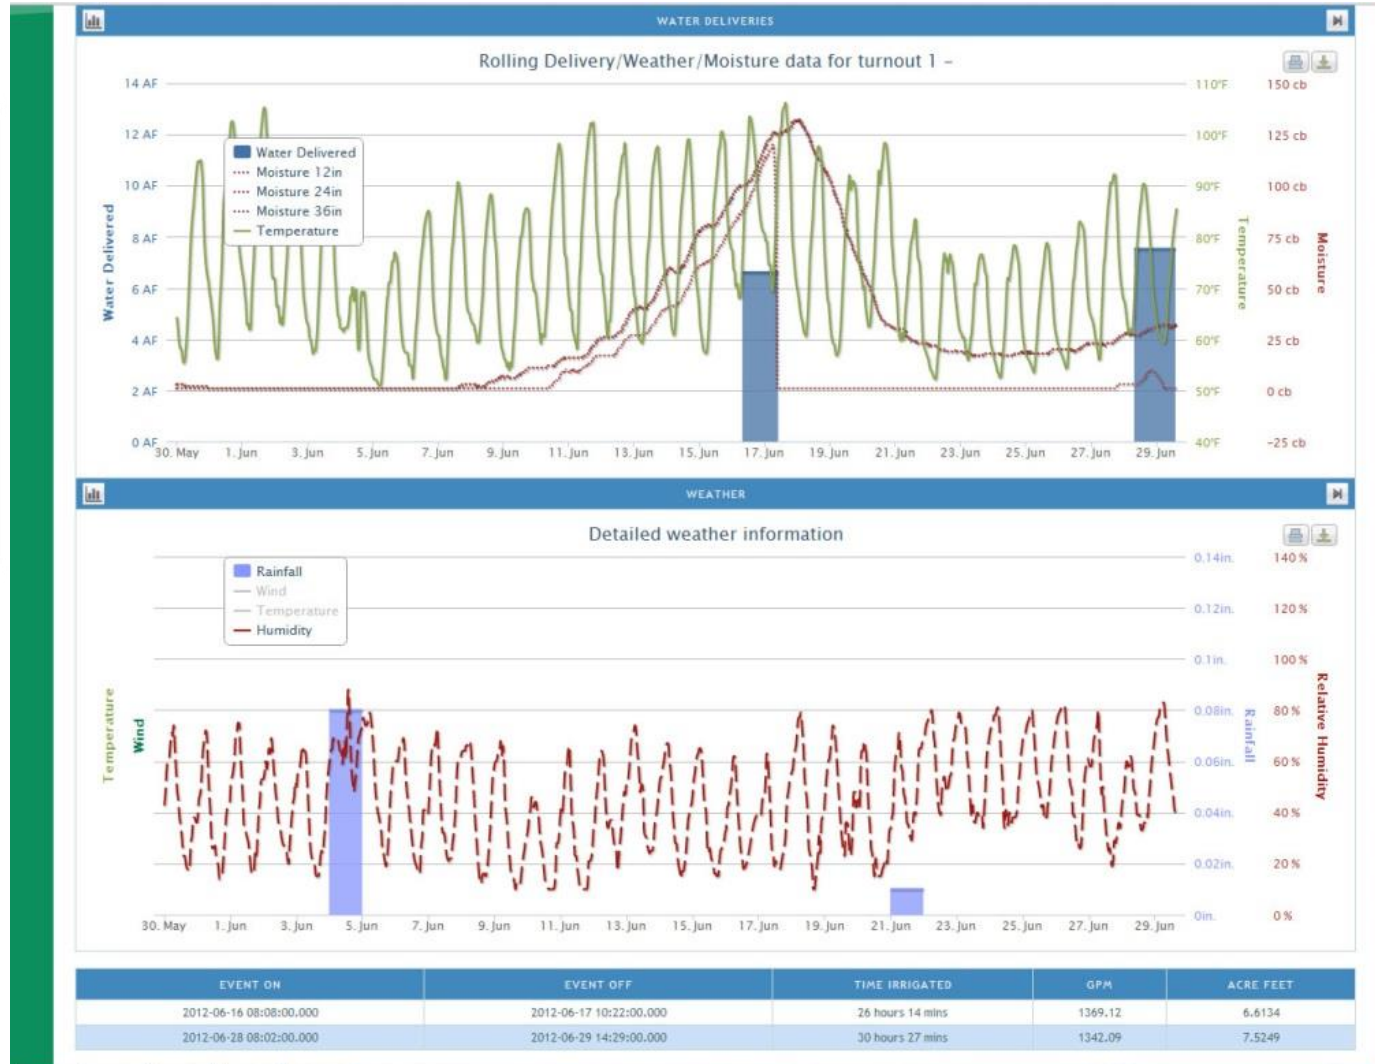 WATER DELIVERIES
Rolling Delivery/Weather/Moisture data for turnout 1 -
14 AF 110°F 150 cb
12 AF 100°F 125 cb
10 AF 90°F 100 cb
8 AF 80°F 75 cb
6 AF 70°F 50 cb
4 AF 60°F 25 cb
2 AF 50°F 0 cb
0 AF 40°F -25 cb
Water Delivered
Temperature
Moisture
Water Delivered
Moisture 12in
Moisture 24in
Moisture 36in
Temperature
30. May 1. Jun 3. Jun 5. Jun 7. Jun 9. Jun 11. Jun 13. Jun 15. Jun 17. Jun 19. Jun 21. Jun 23. Jun 25. Jun 27. Jun 29. Jun
WEATHER
Detailed weather information
Rainfall
Wind
Temperature
Humidity
0.14in. 140 %
0.12in. 120 %
0.1in. 100 %
0.08in. 80 %
0.06in. 60 %
0.04in. 40 %
0.02in. 20 %
0in. 0 %
Temperature
Wind
Rainfall
Relative Humidity
30. May 1. Jun 3. Jun 5. Jun 7. Jun 9. Jun 11. Jun 13. Jun 15. Jun 17. Jun 19. Jun 21. Jun 23. Jun 25. Jun 27. Jun 29. Jun
EVENT ON EVENT OFF TIME IRRIGATED GPM ACRE FEET
2012-06-16 08:08:00.000 2012-06-17 10:22:00.000 26 hours 14 mins 1369.12 6.6134
2012-06-28 08:02:00.000 2012-06-29 14:29:00.000 30 hours 27 mins 1342.09 7.5249